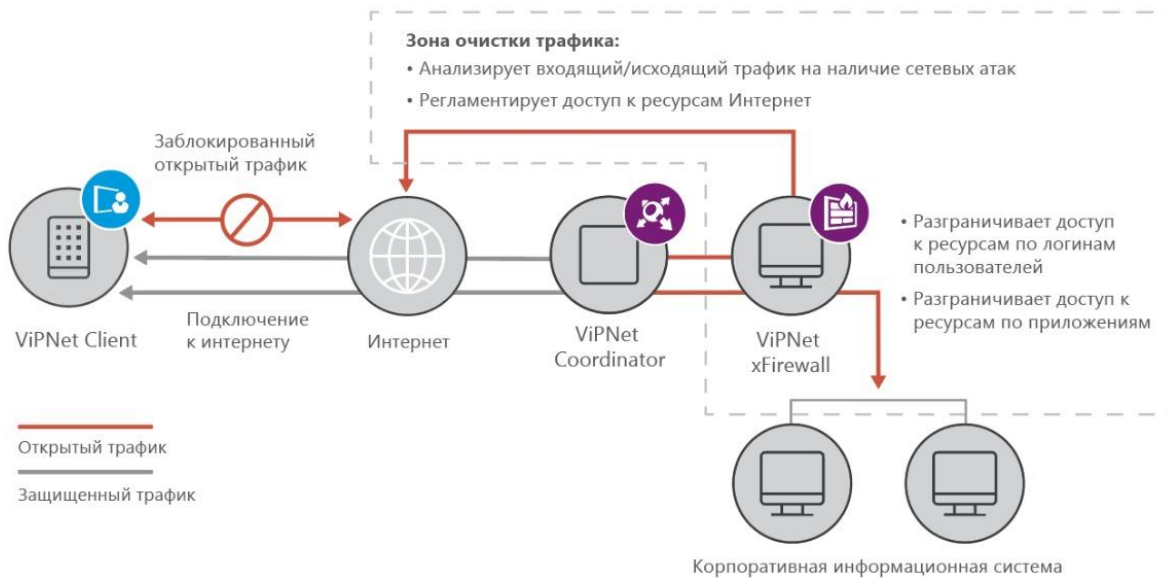 Зона очистки трафика:
• Анализирует входящий/исходящий трафик на наличие сетевых атак
• Регламентирует доступ к ресурсам Интернет
Заблокированный
открытый трафик
• Разграничивает доступ
к ресурсам по логинам
пользователей
• Разграничивает доступ к
ресурсам по приложениям
ViPNet Client
Подключение
к интернету
Интернет
ViPNet
Coordinator
ViPNet
xFirewall
Открытый трафик
Защищенный трафик
Корпоративная информационная система